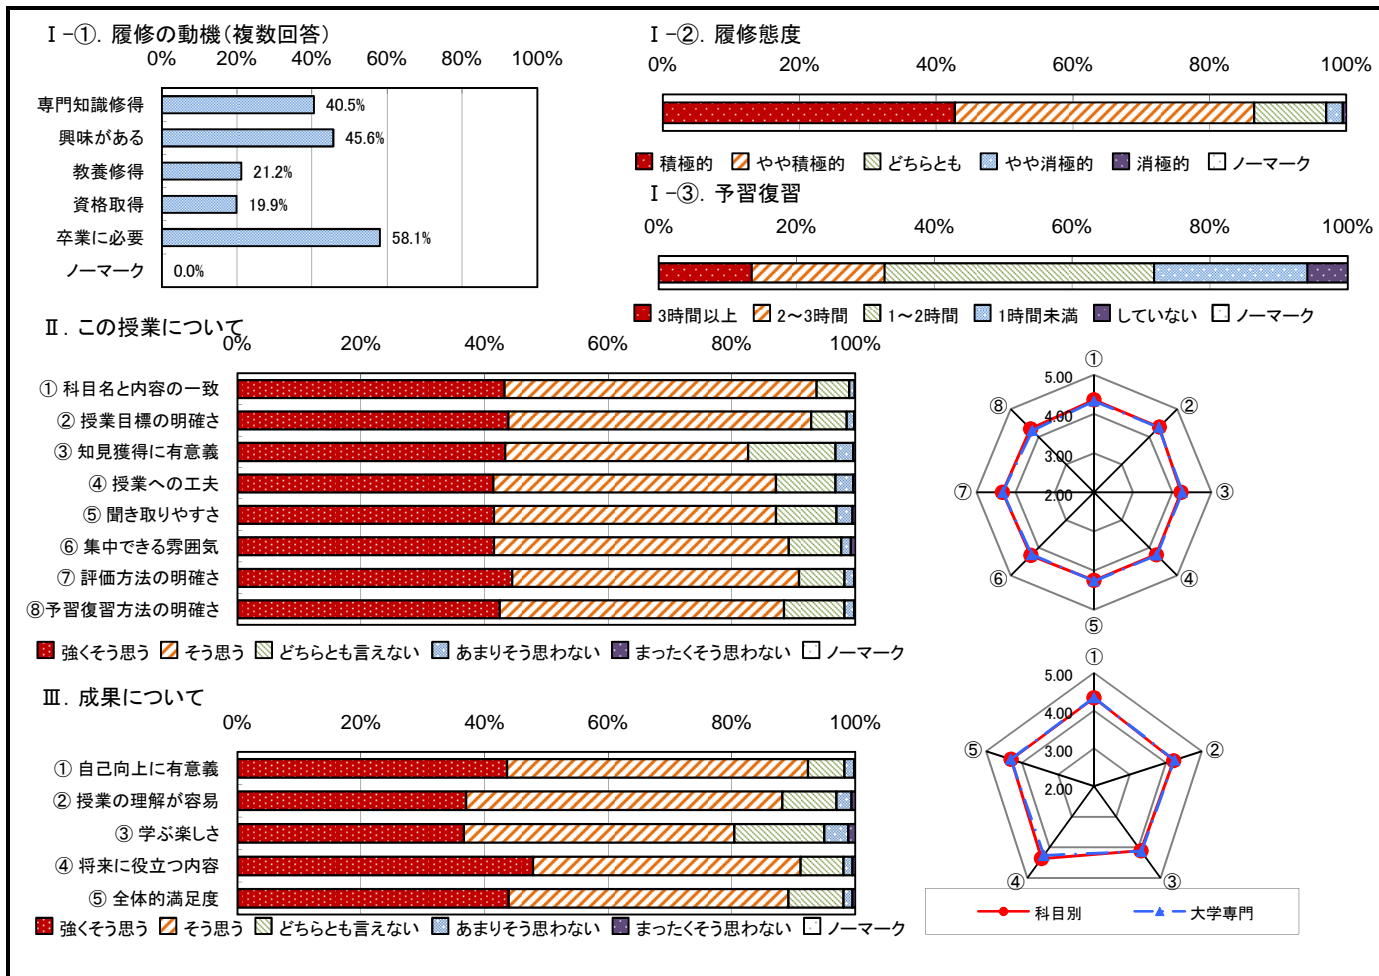 Ⅰ-①. 履修の動機（複数回答）
0% 20% 40% 60% 80% 100%
専門知識修得 40.5%
興味がある 45.6%
教養修得 21.2%
資格取得 19.9%
卒業に必要 58.1%
ノーマーク 0.0%
Ⅰ-②. 履修態度
0% 20% 40% 60% 80% 100%
積極的 やや積極的 どちらとも やや消極的 消極的 ノーマーク
Ⅰ-③. 予習復習
0% 20% 40% 60% 80% 100%
3時間以上 2～3時間 1～2時間 1時間未満 していない ノーマーク
Ⅱ. この授業について
0% 20% 40% 60% 80% 100%
① 科目名と内容の一致
② 授業目標の明確さ
③ 知見獲得に有意義
④ 授業への工夫
⑤ 聞き取りやすさ
⑥ 集中できる雰囲気
⑦ 評価方法の明確さ
⑧予習復習方法の明確さ
強くそう思う そう思う どちらとも言えない あまりそう思わない まったくそう思わない ノーマーク
①
5.00
⑧ ②
4.00
3.00
⑦ 2.00 ③
⑥ ④
⑤
Ⅲ. 成果について
0% 20% 40% 60% 80% 100%
① 自己向上に有意義
② 授業の理解が容易
③ 学ぶ楽しさ
④ 将来に役立つ内容
⑤ 全体的満足度
強くそう思う そう思う どちらとも言えない あまりそう思わない まったくそう思わない ノーマーク
①
5.00
4.00
⑤ ②
3.00
2.00
④ ③
科目別 大学専門